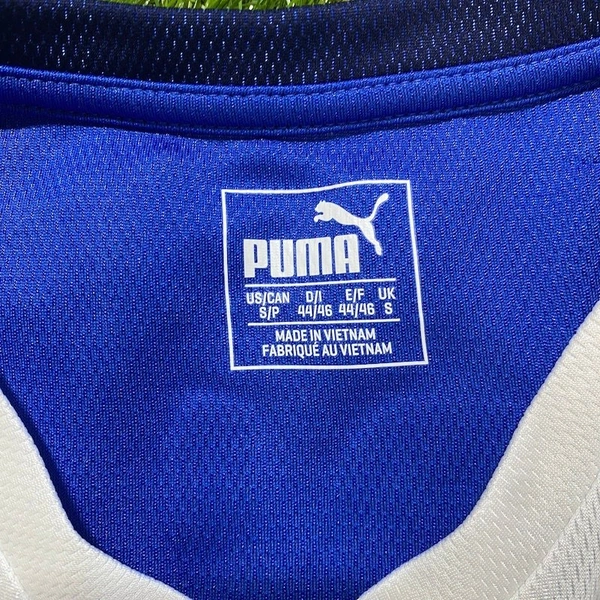 PUMA
US/CAN D/I E/F UK
S/P 44/46 44/46 S
MADE IN VIETNAM
FABRIQUÉ AU VIETNAM